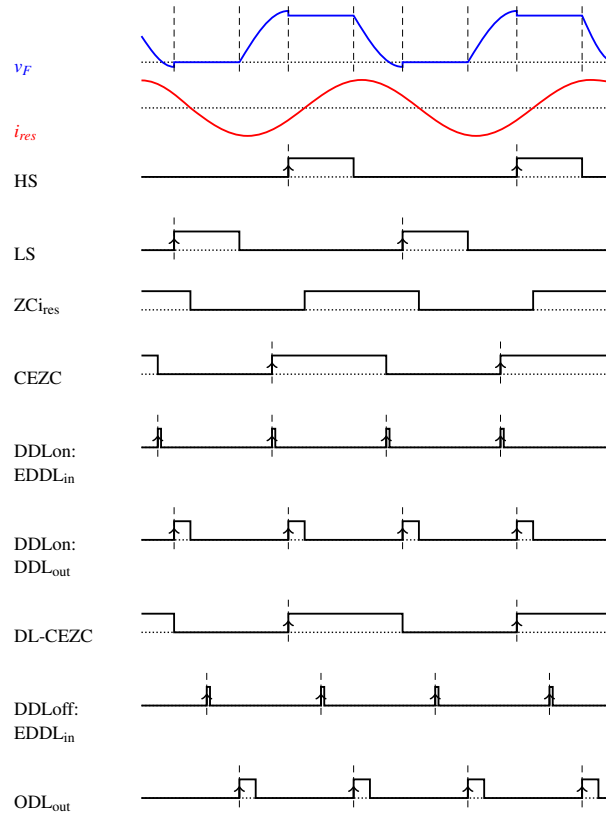 v_F
i_res
HS
LS
ZCi_res
CEZC
DDLon:
EDDL_in
DDLon:
DDL_out
DL-CEZC
DDLoff:
EDDL_in
ODL_out